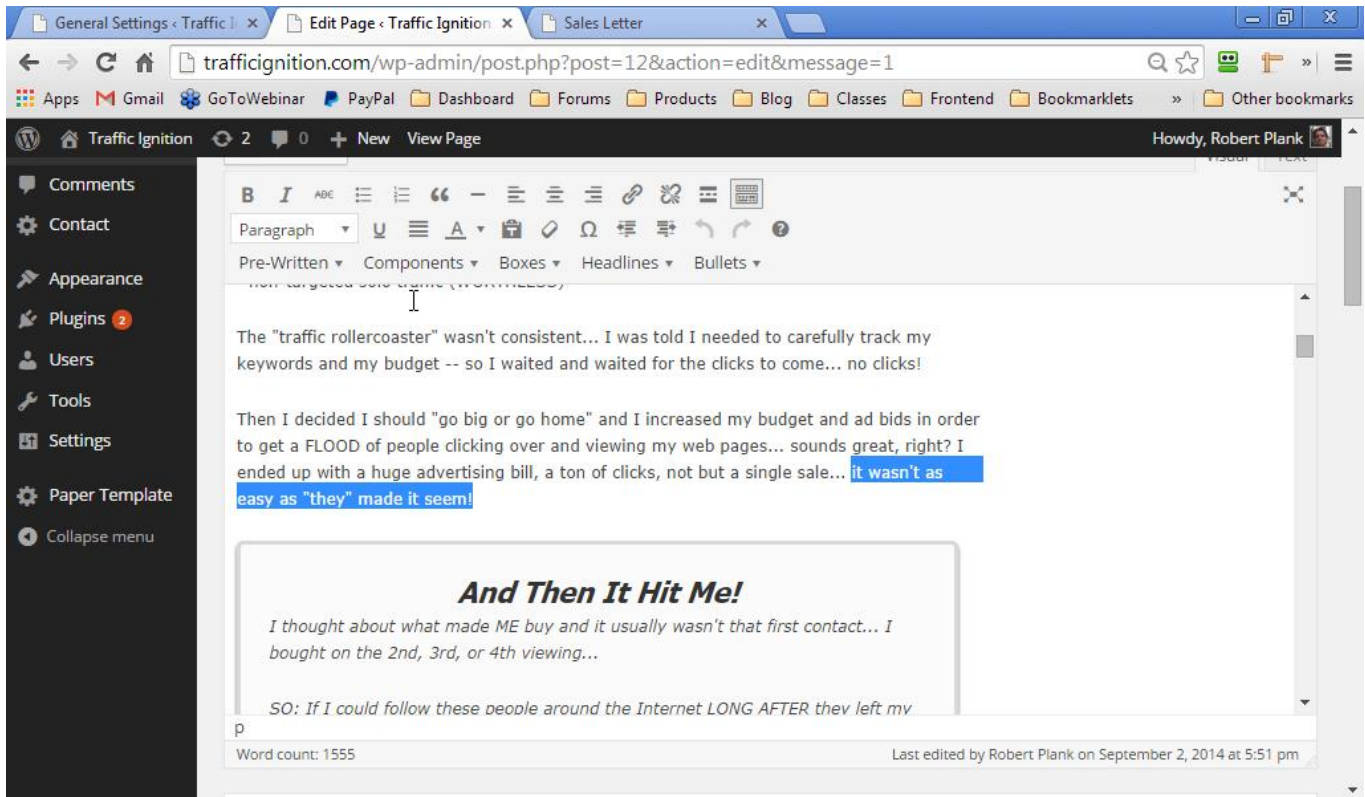 General Settings ‹ Traffic I
Edit Page ‹ Traffic Ignition
Sales Letter
trafficignition.com/wp-admin/post.php?post=12&action=edit&message=1
Apps Gmail GoToWebinar PayPal Dashboard Forums Products Blog Classes Frontend Bookmarklets » Other bookmarks
Traffic Ignition 2 0 + New View Page Howdy, Robert Plank
Visual Text
Comments
Contact
Appearance
Plugins 2
Users
Tools
Settings
Paper Template
Collapse menu
B I ABC
Paragraph U A Ω
Pre-Written Components Boxes Headlines Bullets
non-targeted solo traffic (WORTHLESS)
The "traffic rollercoaster" wasn't consistent... I was told I needed to carefully track my
keywords and my budget -- so I waited and waited for the clicks to come... no clicks!
Then I decided I should "go big or go home" and I increased my budget and ad bids in order
to get a FLOOD of people clicking over and viewing my web pages... sounds great, right? I
ended up with a huge advertising bill, a ton of clicks, not but a single sale... it wasn't as
easy as "they" made it seem!
And Then It Hit Me!
I thought about what made ME buy and it usually wasn't that first contact... I
bought on the 2nd, 3rd, or 4th viewing...
SO: If I could follow these people around the Internet LONG AFTER they left my
p
Word count: 1555 Last edited by Robert Plank on September 2, 2014 at 5:51 pm